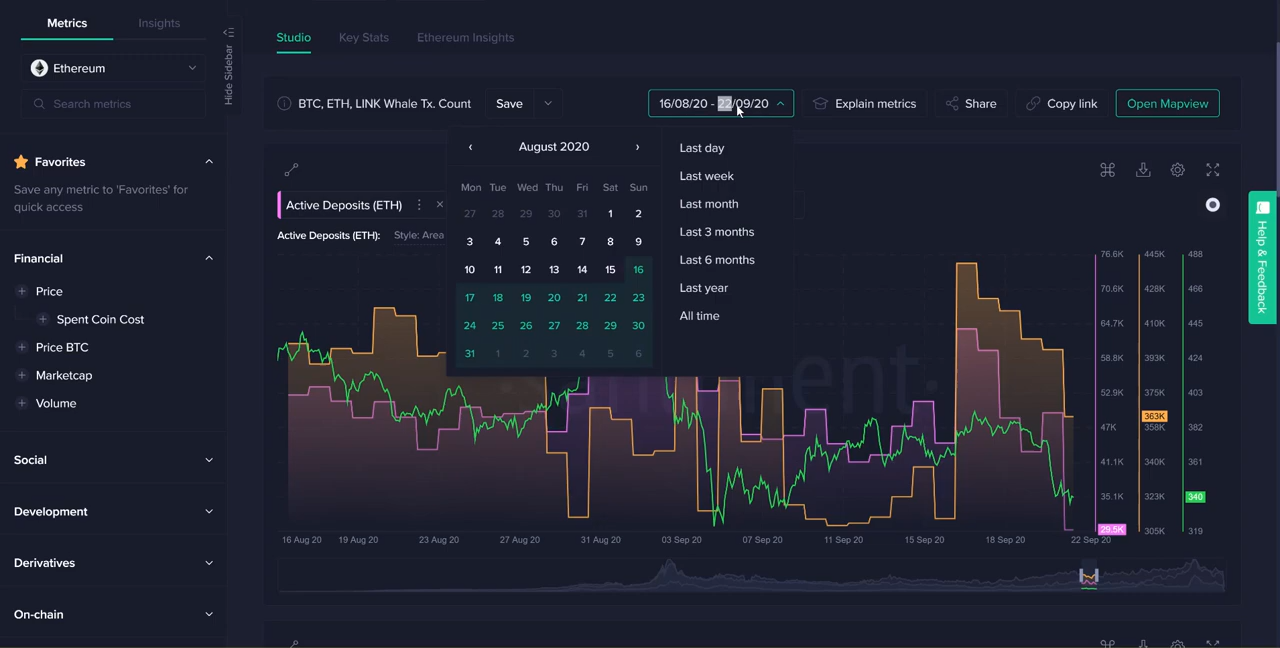 Metrics
Insights
Hide Sidebar
Ethereum
Search metrics
Favorites
Save any metric to 'Favorites' for
quick access
Financial
Price
Spent Coin Cost
Price BTC
Marketcap
Volume
Social
Development
Derivatives
On-chain
Studio
Key Stats
Ethereum Insights
BTC, ETH, LINK Whale Tx. Count
Save
16/08/20 - 22/09/20
Explain metrics
Share
Copy link
Open Mapview
‹ August 2020 ›
Mon Tue Wed Thu Fri Sat Sun
27 28 29 30 31 1 2
3 4 5 6 7 8 9
10 11 12 13 14 15 16
17 18 19 20 21 22 23
24 25 26 27 28 29 30
31 1 2 3 4 5 6
Last day
Last week
Last month
Last 3 months
Last 6 months
Last year
All time
Active Deposits (ETH)
Active Deposits (ETH): Style: Area
76.6K 445K 488
70.6K 428K 466
64.7K 410K 445
58.8K 393K 424
52.9K 375K 403
363K
47K 358K 382
41.1K 340K 361
35.1K 323K 340
29.5K 305K 319
16 Aug 20 19 Aug 20 23 Aug 20 27 Aug 20 31 Aug 20 03 Sep 20 07 Sep 20 11 Sep 20 15 Sep 20 18 Sep 20 22 Sep 20
Help & Feedback